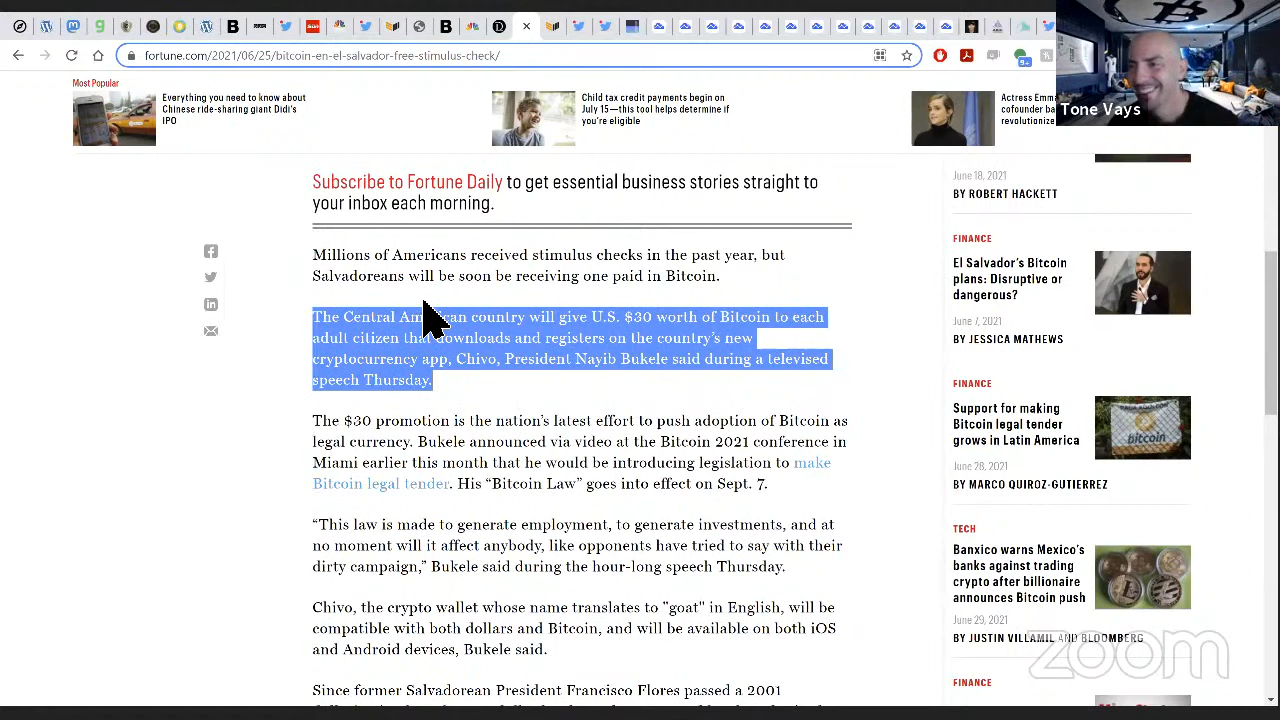 fortune.com/2021/06/25/bitcoin-en-el-salvador-free-stimulus-check/
9+
Tone Vays
Most Popular
Everything you need to know about
Chinese ride-sharing giant Didi's
IPO
Child tax credit payments begin on
July 15—this tool helps determine if
you're eligible
Actress Emma
cofounder
revolutionize
Subscribe to Fortune Daily to get essential business stories straight to
your inbox each morning.
Millions of Americans received stimulus checks in the past year, but
Salvadoreans will be soon be receiving one paid in Bitcoin.
The Central American country will give U.S. $30 worth of Bitcoin to each
adult citizen that downloads and registers on the country's new
cryptocurrency app, Chivo, President Nayib Bukele said during a televised
speech Thursday.
The $30 promotion is the nation's latest effort to push adoption of Bitcoin as
legal currency. Bukele announced via video at the Bitcoin 2021 conference in
Miami earlier this month that he would be introducing legislation to make
Bitcoin legal tender. His “Bitcoin Law” goes into effect on Sept. 7.
“This law is made to generate employment, to generate investments, and at
no moment will it affect anybody, like opponents have tried to say with their
dirty campaign,” Bukele said during the hour-long speech Thursday.
Chivo, the crypto wallet whose name translates to "goat" in English, will be
compatible with both dollars and Bitcoin, and will be available on both iOS
and Android devices, Bukele said.
Since former Salvadorean President Francisco Flores passed a 2001
June 18, 2021
BY ROBERT HACKETT
FINANCE
El Salvador's Bitcoin
plans: Disruptive or
dangerous?
June 7, 2021
BY JESSICA MATHEWS
FINANCE
Support for making
Bitcoin legal tender
grows in Latin America
June 28, 2021
BY MARCO QUIROZ-GUTIERREZ
bitcoin
TECH
Banxico warns Mexico's
banks against trading
crypto after billionaire
announces Bitcoin push
June 29, 2021
BY JUSTIN VILLAMIL AND BLOOMBERG
FINANCE
zoom